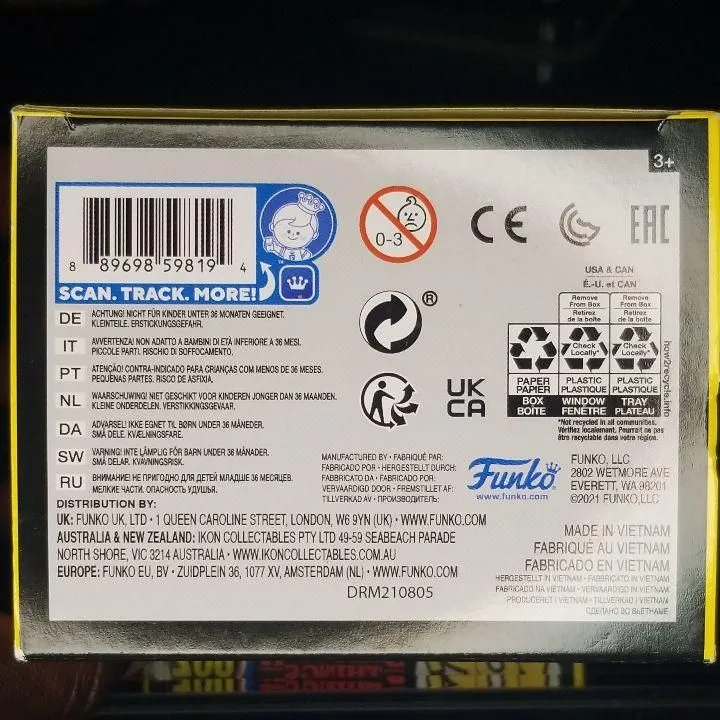 3+
8 89698 59819 4
SCAN. TRACK. MORE!
0-3
CE
EAC
®
UK
CA
USA & CAN
É.-U. et CAN
Remove From Box
Retirez de la boîte
Remove From Box
Retirez de la boîte
Check Locally*
Check Locally*
PAPER PAPIER
PLASTIC PLASTIQUE
PLASTIC PLASTIQUE
BOX BOÎTE
WINDOW FENÊTRE
TRAY PLATEAU
*Not recycled in all communities.
Vérifiez localement. Pourrait ne pas
être recyclable dans votre région.
how2recycle.info
DE ACHTUNG! NICHT FÜR KINDER UNTER 36 MONATEN GEEIGNET.
KLEINTEILE. ERSTICKUNGSGEFAHR.
IT AVVERTENZA! NON ADATTO A BAMBINI DI ETÀ INFERIORE A 36 MESI.
PICCOLE PARTI. RISCHIO DI SOFFOCAMENTO.
PT ATENÇÃO! CONTRA-INDICADO PARA CRIANÇAS COM MENOS DE 36 MESES.
PEQUENAS PARTES. RISCO DE ASFIXIA.
NL WAARSCHUWING! NIET GESCHIKT VOOR KINDEREN JONGER DAN 36 MAANDEN.
KLEINE ONDERDELEN. VERSTIKKINGSGEVAAR.
DA ADVARSEL! IKKE EGNET TIL BØRN UNDER 36 MÅNEDER.
SMÅ DELE. KVÆLNINGSFARE.
SW VARNING! INTE LÄMPLIG FÖR BARN UNDER 36 MÅNADER.
SMÅ DELAR. KVÄVNINGSRISK.
RU ВНИМАНИЕ! НЕ ПРИГОДНО ДЛЯ ДЕТЕЙ МЛАДШЕ 36 МЕСЯЦЕВ.
МЕЛКИЕ ЧАСТИ. ОПАСНОСТЬ УДУШЬЯ.
MANUFACTURED BY • FABRIQUÉ PAR:
FABRICADO POR • HERGESTELLT DURCH:
FABBRICATO DA • FABRICADO POR:
VERVAARDIGD DOOR • FREMSTILLET AF:
TILLVERKAD AV • ПРОИЗВОДИТЕЛЬ:
Funko
www.funko.com
FUNKO, LLC
2802 WETMORE AVE
EVERETT, WA 98201
©2021 FUNKO,LLC
DISTRIBUTION BY:
UK: FUNKO UK, LTD • 1 QUEEN CAROLINE STREET, LONDON, W6 9YN (UK) • WWW.FUNKO.COM
AUSTRALIA & NEW ZEALAND: IKON COLLECTABLES PTY LTD 49-59 SEABEACH PARADE
NORTH SHORE, VIC 3214 AUSTRALIA • WWW.IKONCOLLECTABLES.COM.AU
EUROPE: FUNKO EU, BV • ZUIDPLEIN 36, 1077 XV, AMSTERDAM (NL) • WWW.FUNKO.COM
DRM210805
MADE IN VIETNAM
FABRIQUÉ AU VIETNAM
FABRICADO EN VIETNAM
HERGESTELLT IN VIETNAM • FABBRICATO IN VIETNAM
FABRICADO NA VIETNAM • VERVAARDIGD IN VIETNAM
PRODUCERET I VIETNAM • TILLVERKAD I VIETNAM
СДЕЛАНО ВО ВЬЕТНАМЕ